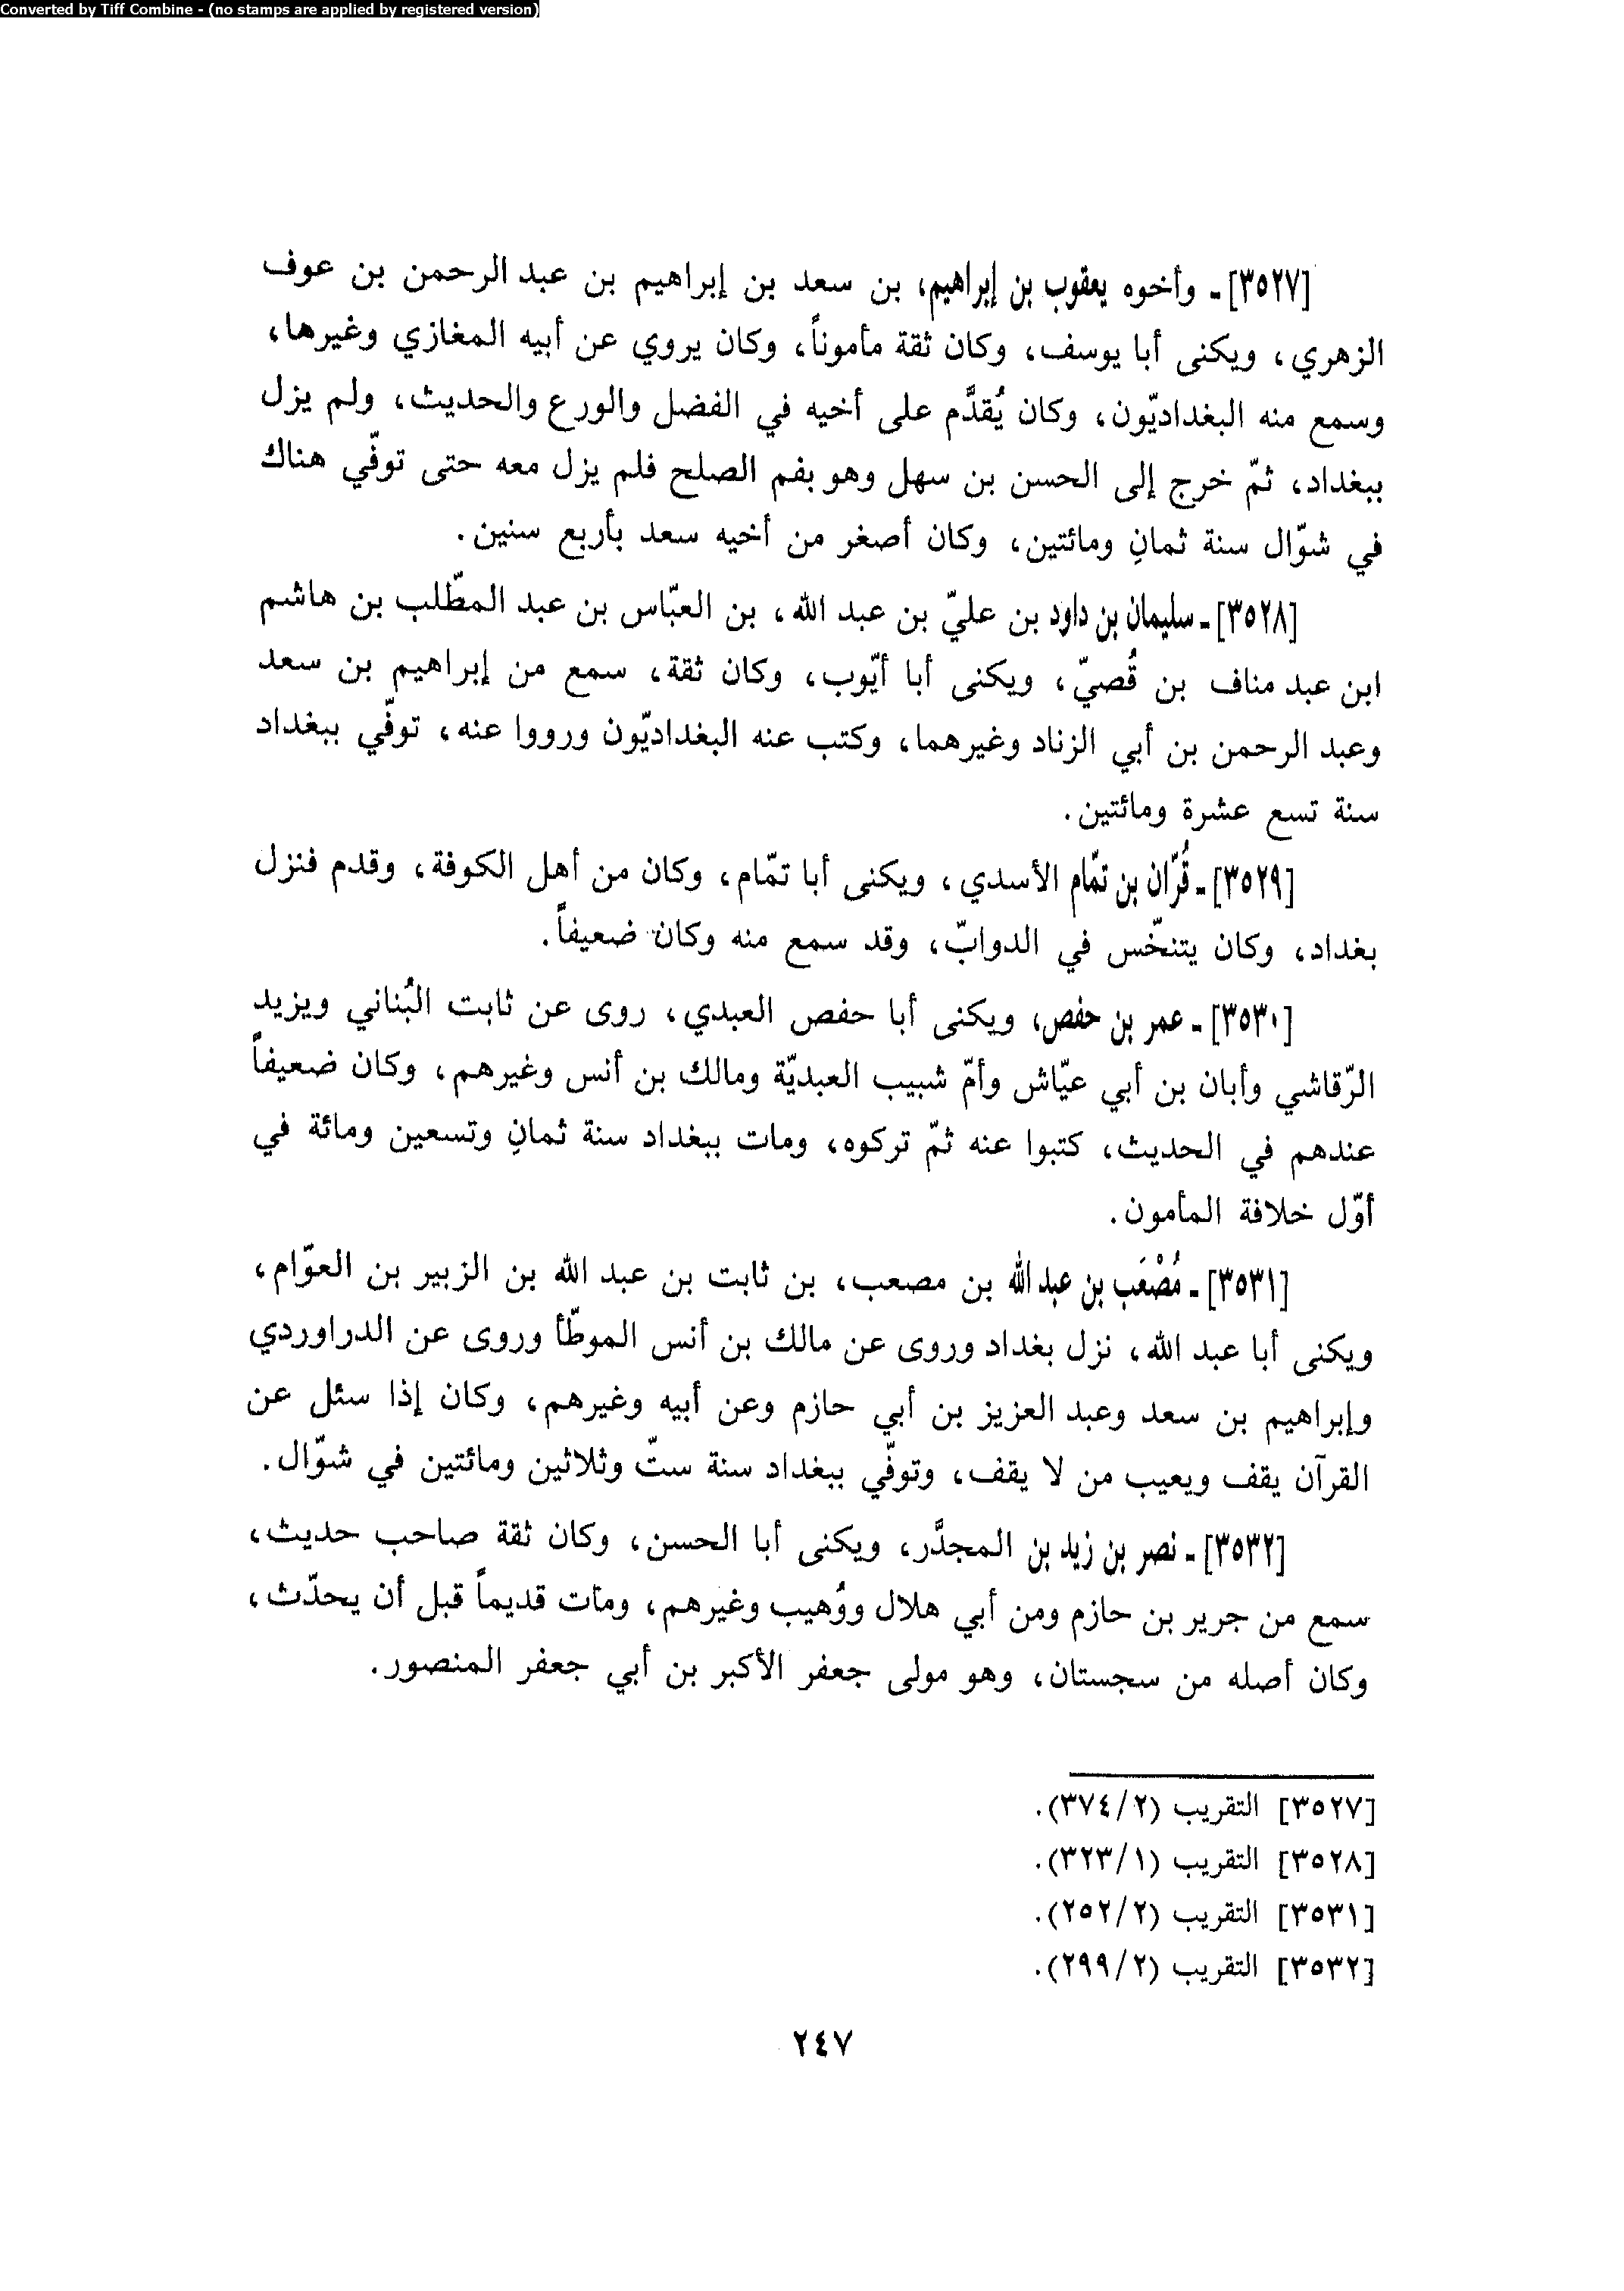 Converted by Tiff Combine - (no stamps are applied by registered version)
[٣٥٢٧]- وأخوه يعقوب بن إبراهيم، بن سعد بن إبراهيم بن عبد الرحمن بن عوف
الزهري، ويكنى أبا يوسف، وكان ثقة مأموناً، وكان يروي عن أبيه المغازي وغيرها،
وسمع منه البغداديّون، وكان يُقدَّم على أخيه في الفضل والورع والحديث، ولم يزل
ببغداد، ثمّ خرج إلى الحسن بن سهل وهو بفم الصلح فلم يزل معه حتى توفّي هناك
في شوّال سنة ثمانِ ومائتين، وكان أصغر من أخيه سعد بأربع سنين.
[٣٥٢٨]- سليمان بن داود بن عليّ بن عبد الله، بن العبّاس بن عبد المطّلب بن هاشم
ابن عبد مناف بن قُصيّ، ويكنى أبا أيّوب، وكان ثقة، سمع من إبراهيم بن سعد
وعبد الرحمن بن أبي الزناد وغيرهما، وكتب عنه البغداديّون ورووا عنه، توفّي ببغداد
سنة تسع عشرة ومائتين.
[٣٥٢٩]- قُرّان بن تمّام الأسدي، ويكنى أبا تمّام، وكان من أهل الكوفة، وقدم فنزل
بغداد، وكان يتنخّس في الدوابّ، وقد سمع منه وكان ضعيفاً.
[٣٥٣٠]- عمر بن حفص، ويكنى أبا حفص العبدي، روى عن ثابت البُناني ويزيد
الرّقاشي وأبان بن أبي عيّاش وأمّ شبيب العبديّة ومالك بن أنس وغيرهم، وكان ضعيفاً
عندهم في الحديث، كتبوا عنه ثمّ تركوه، ومات ببغداد سنة ثمانِ وتسعين ومائة في
أوّل خلافة المأمون.
[٣٥٣١]- مُصْعَب بن عبد الله بن مصعب، بن ثابت بن عبد الله بن الزبير بن العوّام،
ويكنى أبا عبد الله، نزل بغداد وروى عن مالك بن أنس الموطّأ وروى عن الدراوردي
وإبراهيم بن سعد وعبد العزيز بن أبي حازم وعن أبيه وغيرهم، وكان إذا سئل عن
القرآن يقف ويعيب من لا يقف، وتوفّي ببغداد سنة ستّ وثلاثين ومائتين في شوّال.
[٣٥٣٢]- نصر بن زيد بن المجدَّر، ويكنى أبا الحسن، وكان ثقة صاحب حديث،
سمع من جرير بن حازم ومن أبي هلال ووُهيب وغيرهم، ومات قديماً قبل أن يحدّث،
وكان أصله من سجستان، وهو مولى جعفر الأكبر بن أبي جعفر المنصور.
[٣٥٢٧] التقريب (٢/٣٧٤).
[٣٥٢٨] التقريب (١/٣٢٣).
[٣٥٣١] التقريب (٢/٢٥٢).
[٣٥٣٢] التقريب (٢/٢٩٩).
٢٤٧